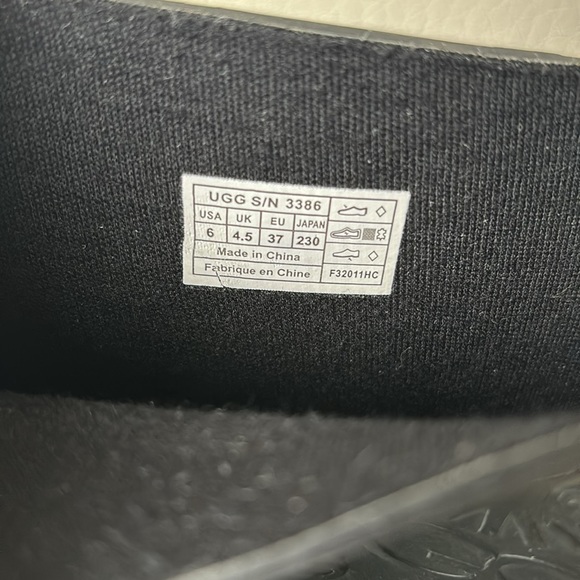 UGG S/N 3386
USA UK EU JAPAN
6 4.5 37 230
Made in China
Fabrique en Chine F32011HC